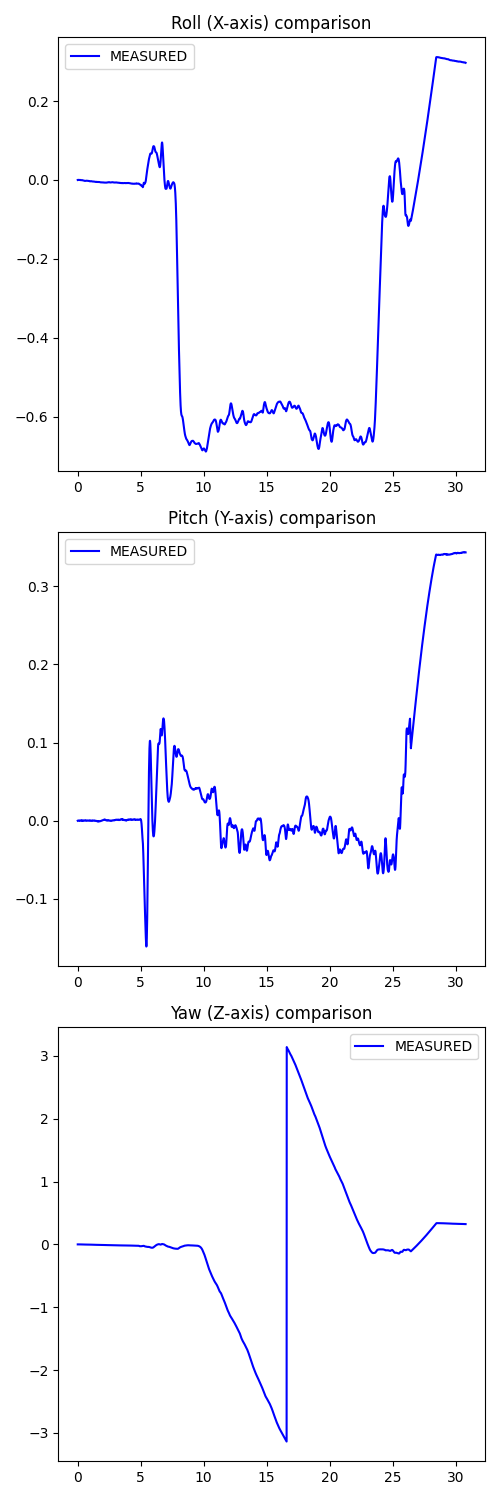 Roll (X-axis) comparison
MEASURED
0.2
0.0
−0.2
−0.4
−0.6
0 5 10 15 20 25 30
Pitch (Y-axis) comparison
MEASURED
0.3
0.2
0.1
0.0
−0.1
0 5 10 15 20 25 30
Yaw (Z-axis) comparison
MEASURED
3
2
1
0
−1
−2
−3
0 5 10 15 20 25 30